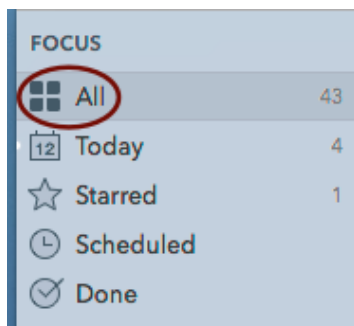 FOCUS
All 43
12 Today 4
Starred 1
Scheduled
Done